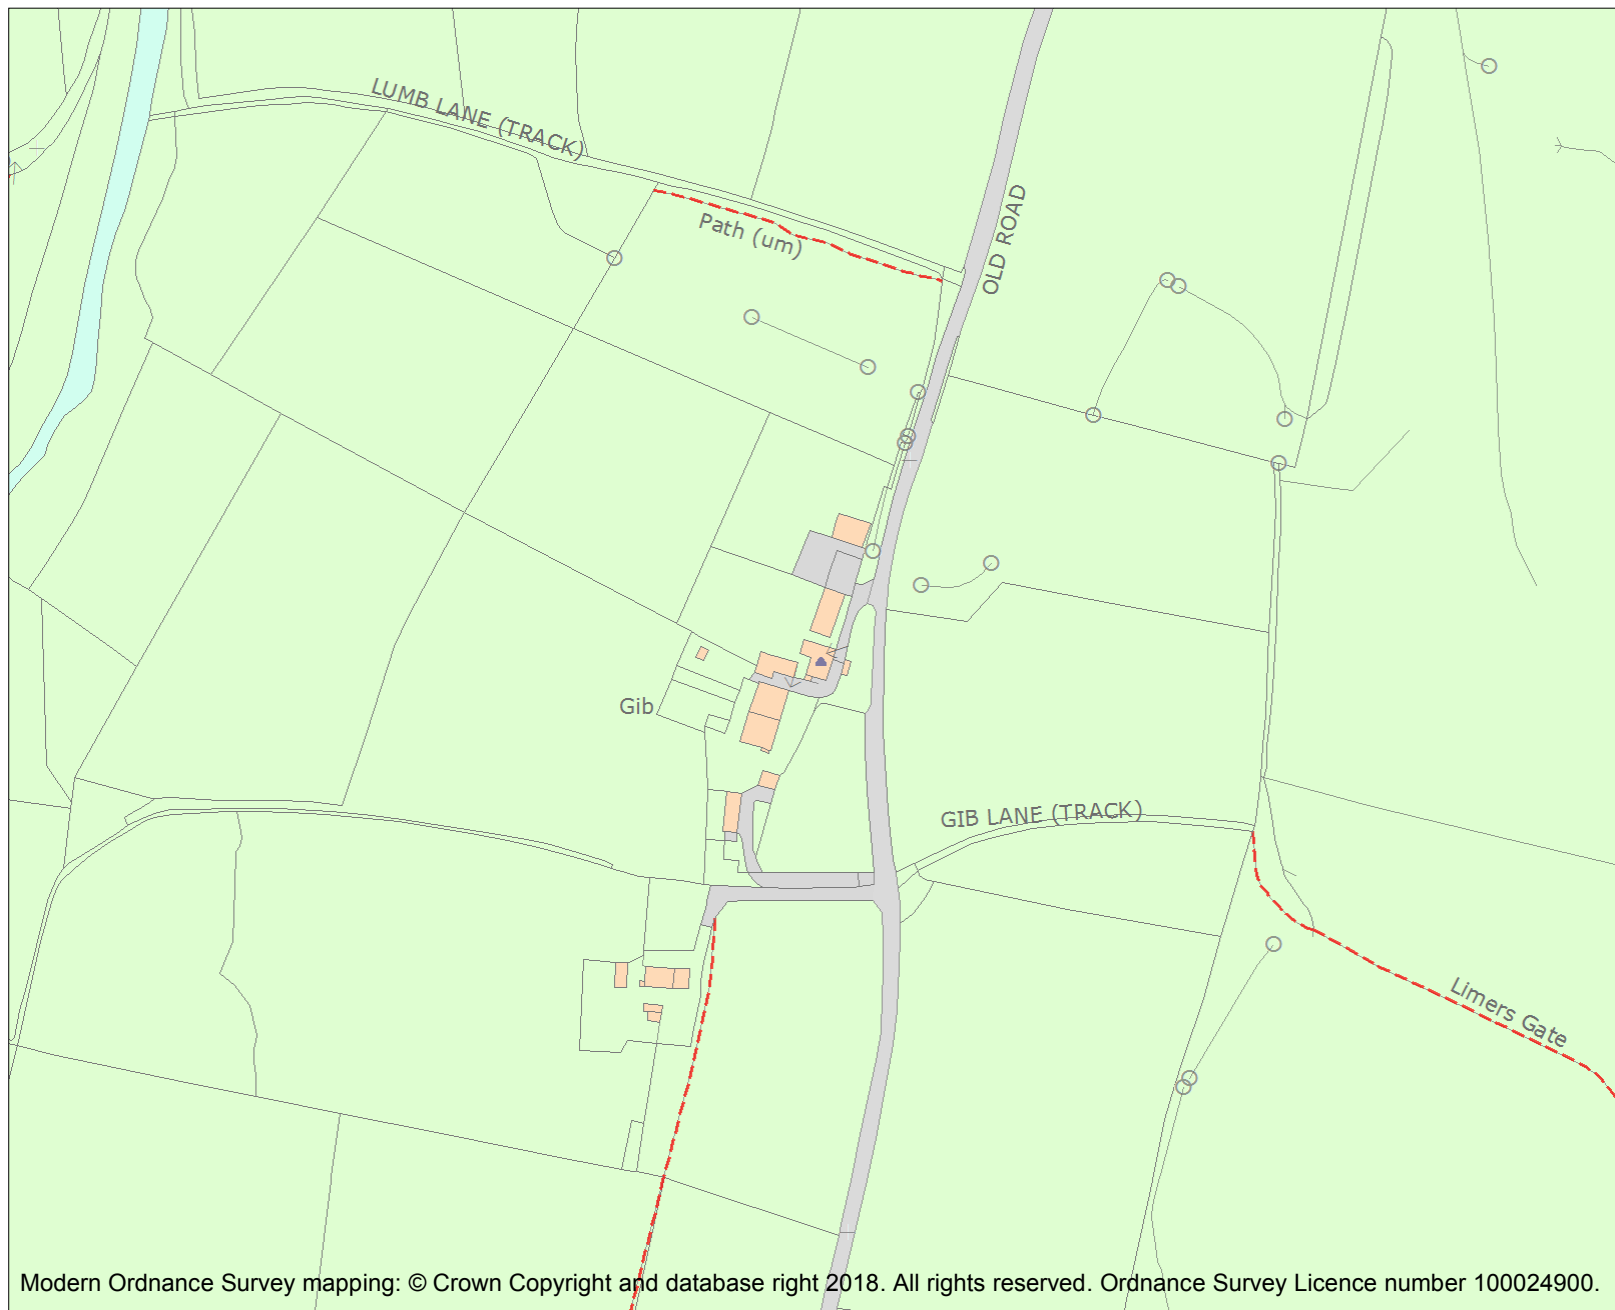 LUMB LANE (TRACK)
Path (um)
OLD ROAD
Gib
GIB LANE (TRACK)
Limers Gate
Modern Ordnance Survey mapping: © Crown Copyright and database right 2018. All rights reserved. Ordnance Survey Licence number 100024900.